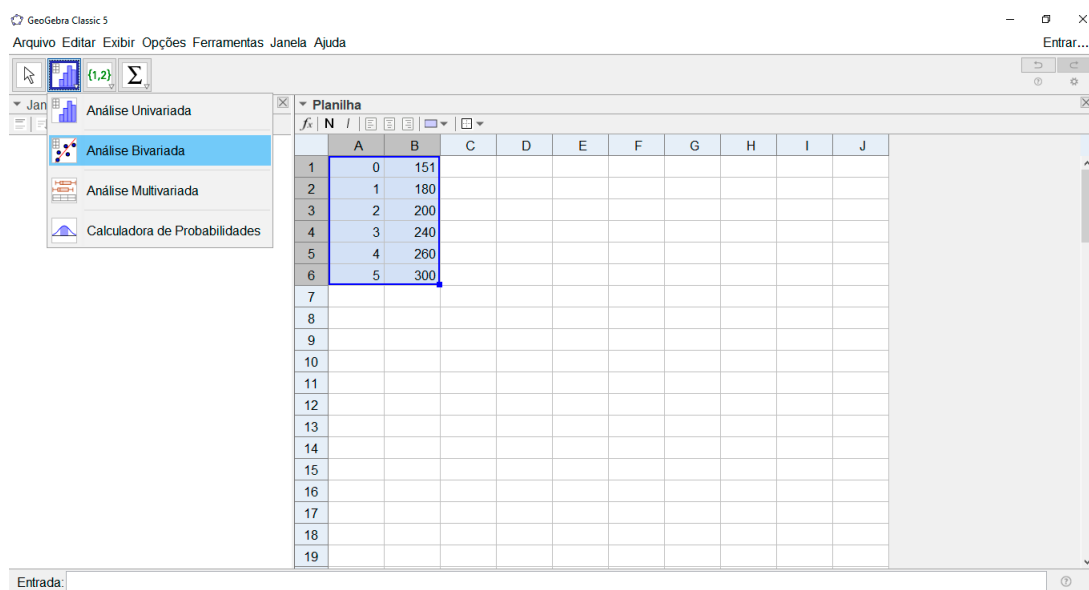 GeoGebra Classic 5
Arquivo Editar Exibir Opções Ferramentas Janela Ajuda
Entrar...
{1,2} Σ
Jan
Análise Univariada
Análise Bivariada
Análise Multivariada
Calculadora de Probabilidades
Planilha
fx N I
A B C D E F G H I J
1 0 151
2 1 180
3 2 200
4 3 240
5 4 260
6 5 300
7
8
9
10
11
12
13
14
15
16
17
18
19
Entrada: